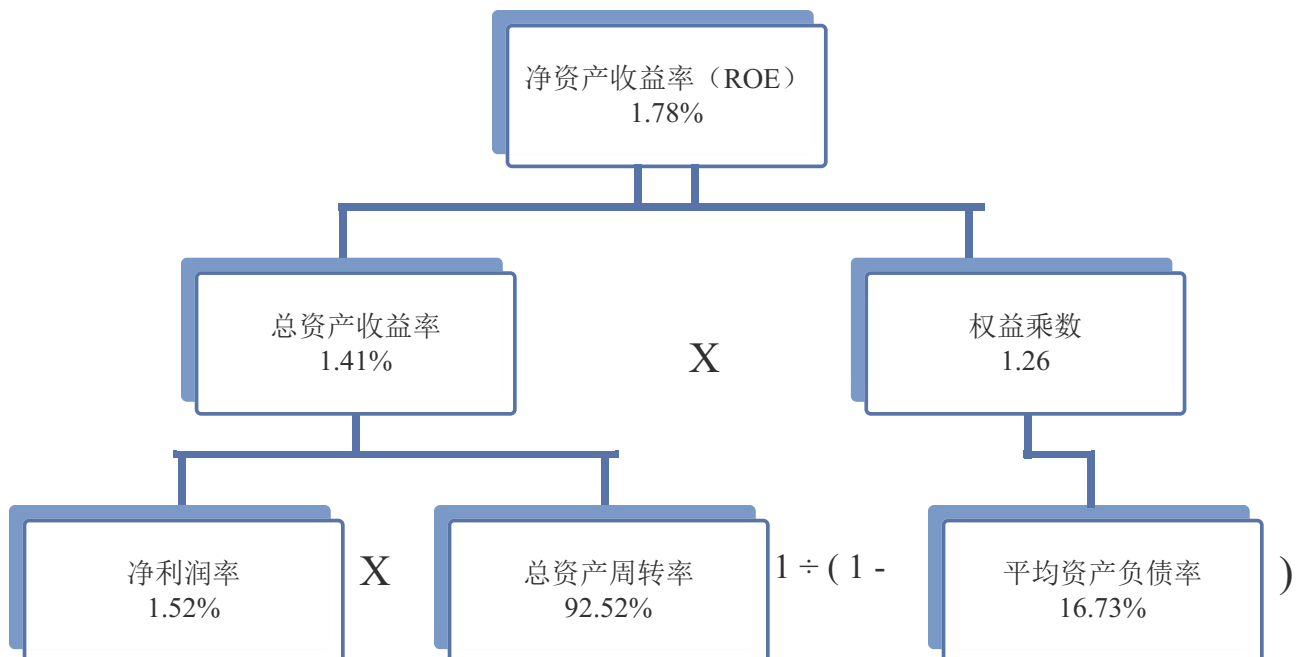 净资产收益率（ROE）
1.78%
总资产收益率
1.41%
X
权益乘数
1.26
净利润率
1.52%
X
总资产周转率
92.52%
1 ÷ ( 1 -
平均资产负债率
16.73%
)